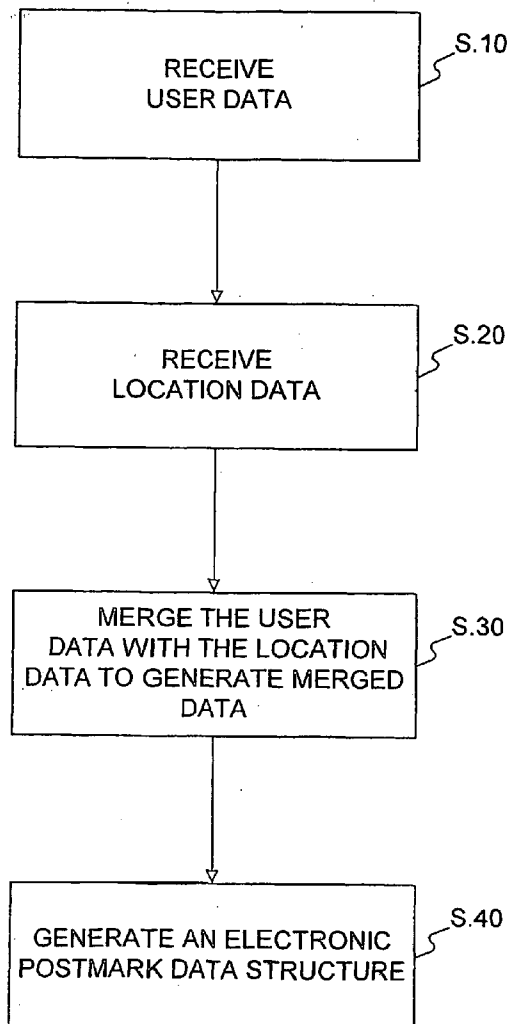 RECEIVE
USER DATA
S.10
RECEIVE
LOCATION DATA
S.20
MERGE THE USER
DATA WITH THE LOCATION
DATA TO GENERATE MERGED
DATA
S.30
GENERATE AN ELECTRONIC
POSTMARK DATA STRUCTURE
S.40